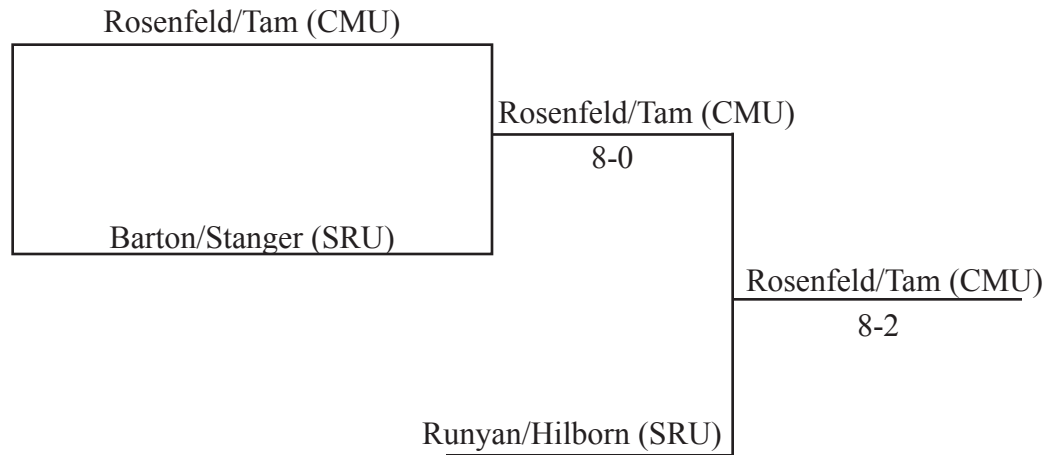 Rosenfeld/Tam (CMU)
Rosenfeld/Tam (CMU)
8-0
Barton/Stanger (SRU)
Rosenfeld/Tam (CMU)
8-2
Runyan/Hilborn (SRU)